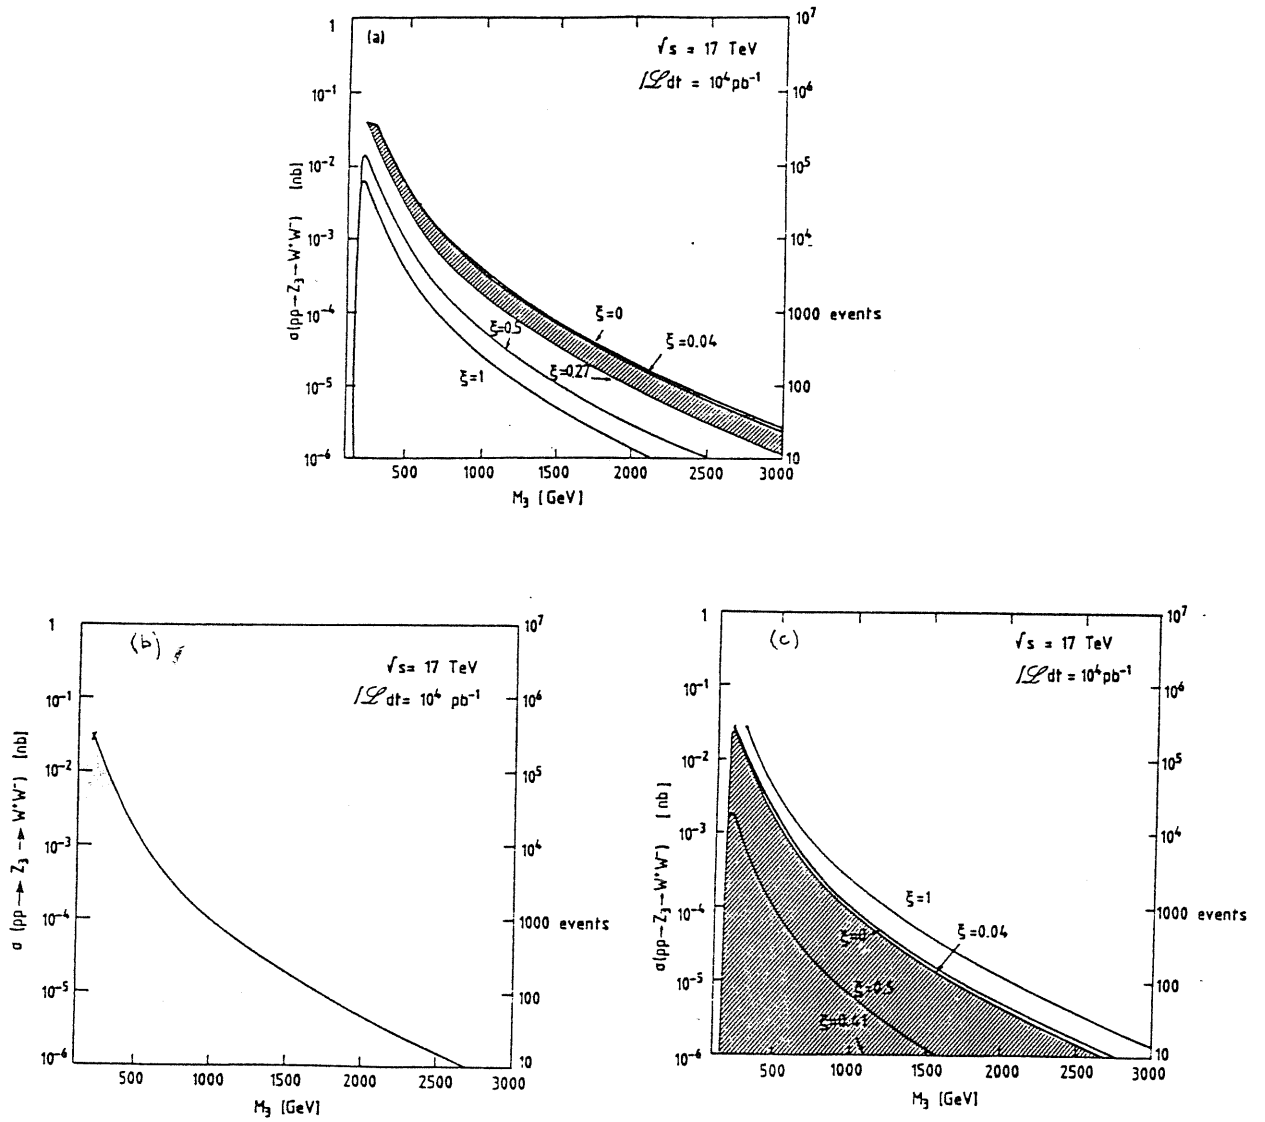 (a)
√s = 17 TeV
∫ℒdt = 10⁴pb⁻¹
1
10⁻¹
10⁻²
10⁻³
10⁻⁴
10⁻⁵
10⁻⁶
σ(pp→Z₃→W⁺W⁻) [nb]
10⁷
10⁶
10⁵
10⁴
1000 events
100
10
ξ=0
ξ=0.04
ξ=0.5
ξ=0.27
ξ=1
500 1000 1500 2000 2500 3000
M₃ [GeV]
(b)
√s= 17 TeV
∫ℒdt= 10⁴ pb⁻¹
1
10⁻¹
10⁻²
10⁻³
10⁻⁴
10⁻⁵
10⁻⁶
σ (pp → Z₃ → W⁺W⁻) [nb]
10⁷
10⁶
10⁵
10⁴
1000 events
100
10
500 1000 1500 2000 2500 3000
M₃ [GeV]
(c)
√s = 17 TeV
∫ℒdt = 10⁴pb⁻¹
1
10⁻¹
10⁻²
10⁻³
10⁻⁴
10⁻⁵
10⁻⁶
σ(pp→Z₃→W⁺W⁻) [nb]
10⁷
10⁶
10⁵
10⁴
1000 events
100
10
ξ=1
ξ=0.04
ξ=0
ξ=0.5
ξ=0.41
500 1000 1500 2000 2500 3000
M₃ [GeV]